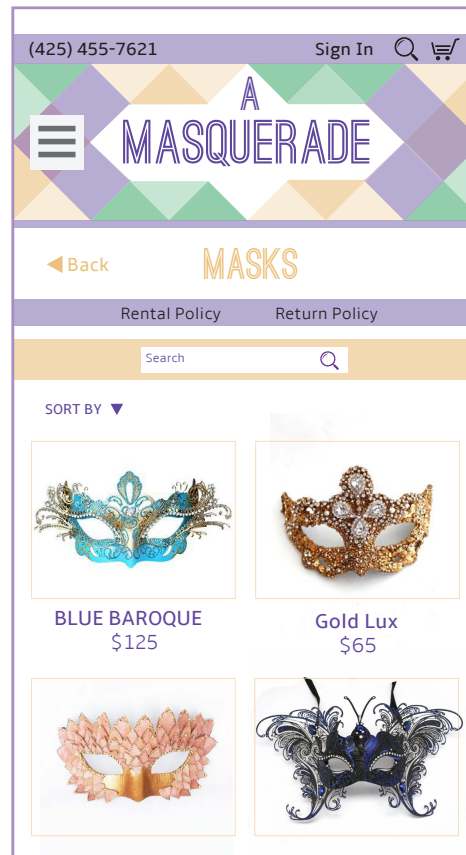 (425) 455-7621 Sign In
A
MASQUERADE
Back MASKS
Rental Policy Return Policy
Search
SORT BY
BLUE BAROQUE Gold Lux
$125 $65